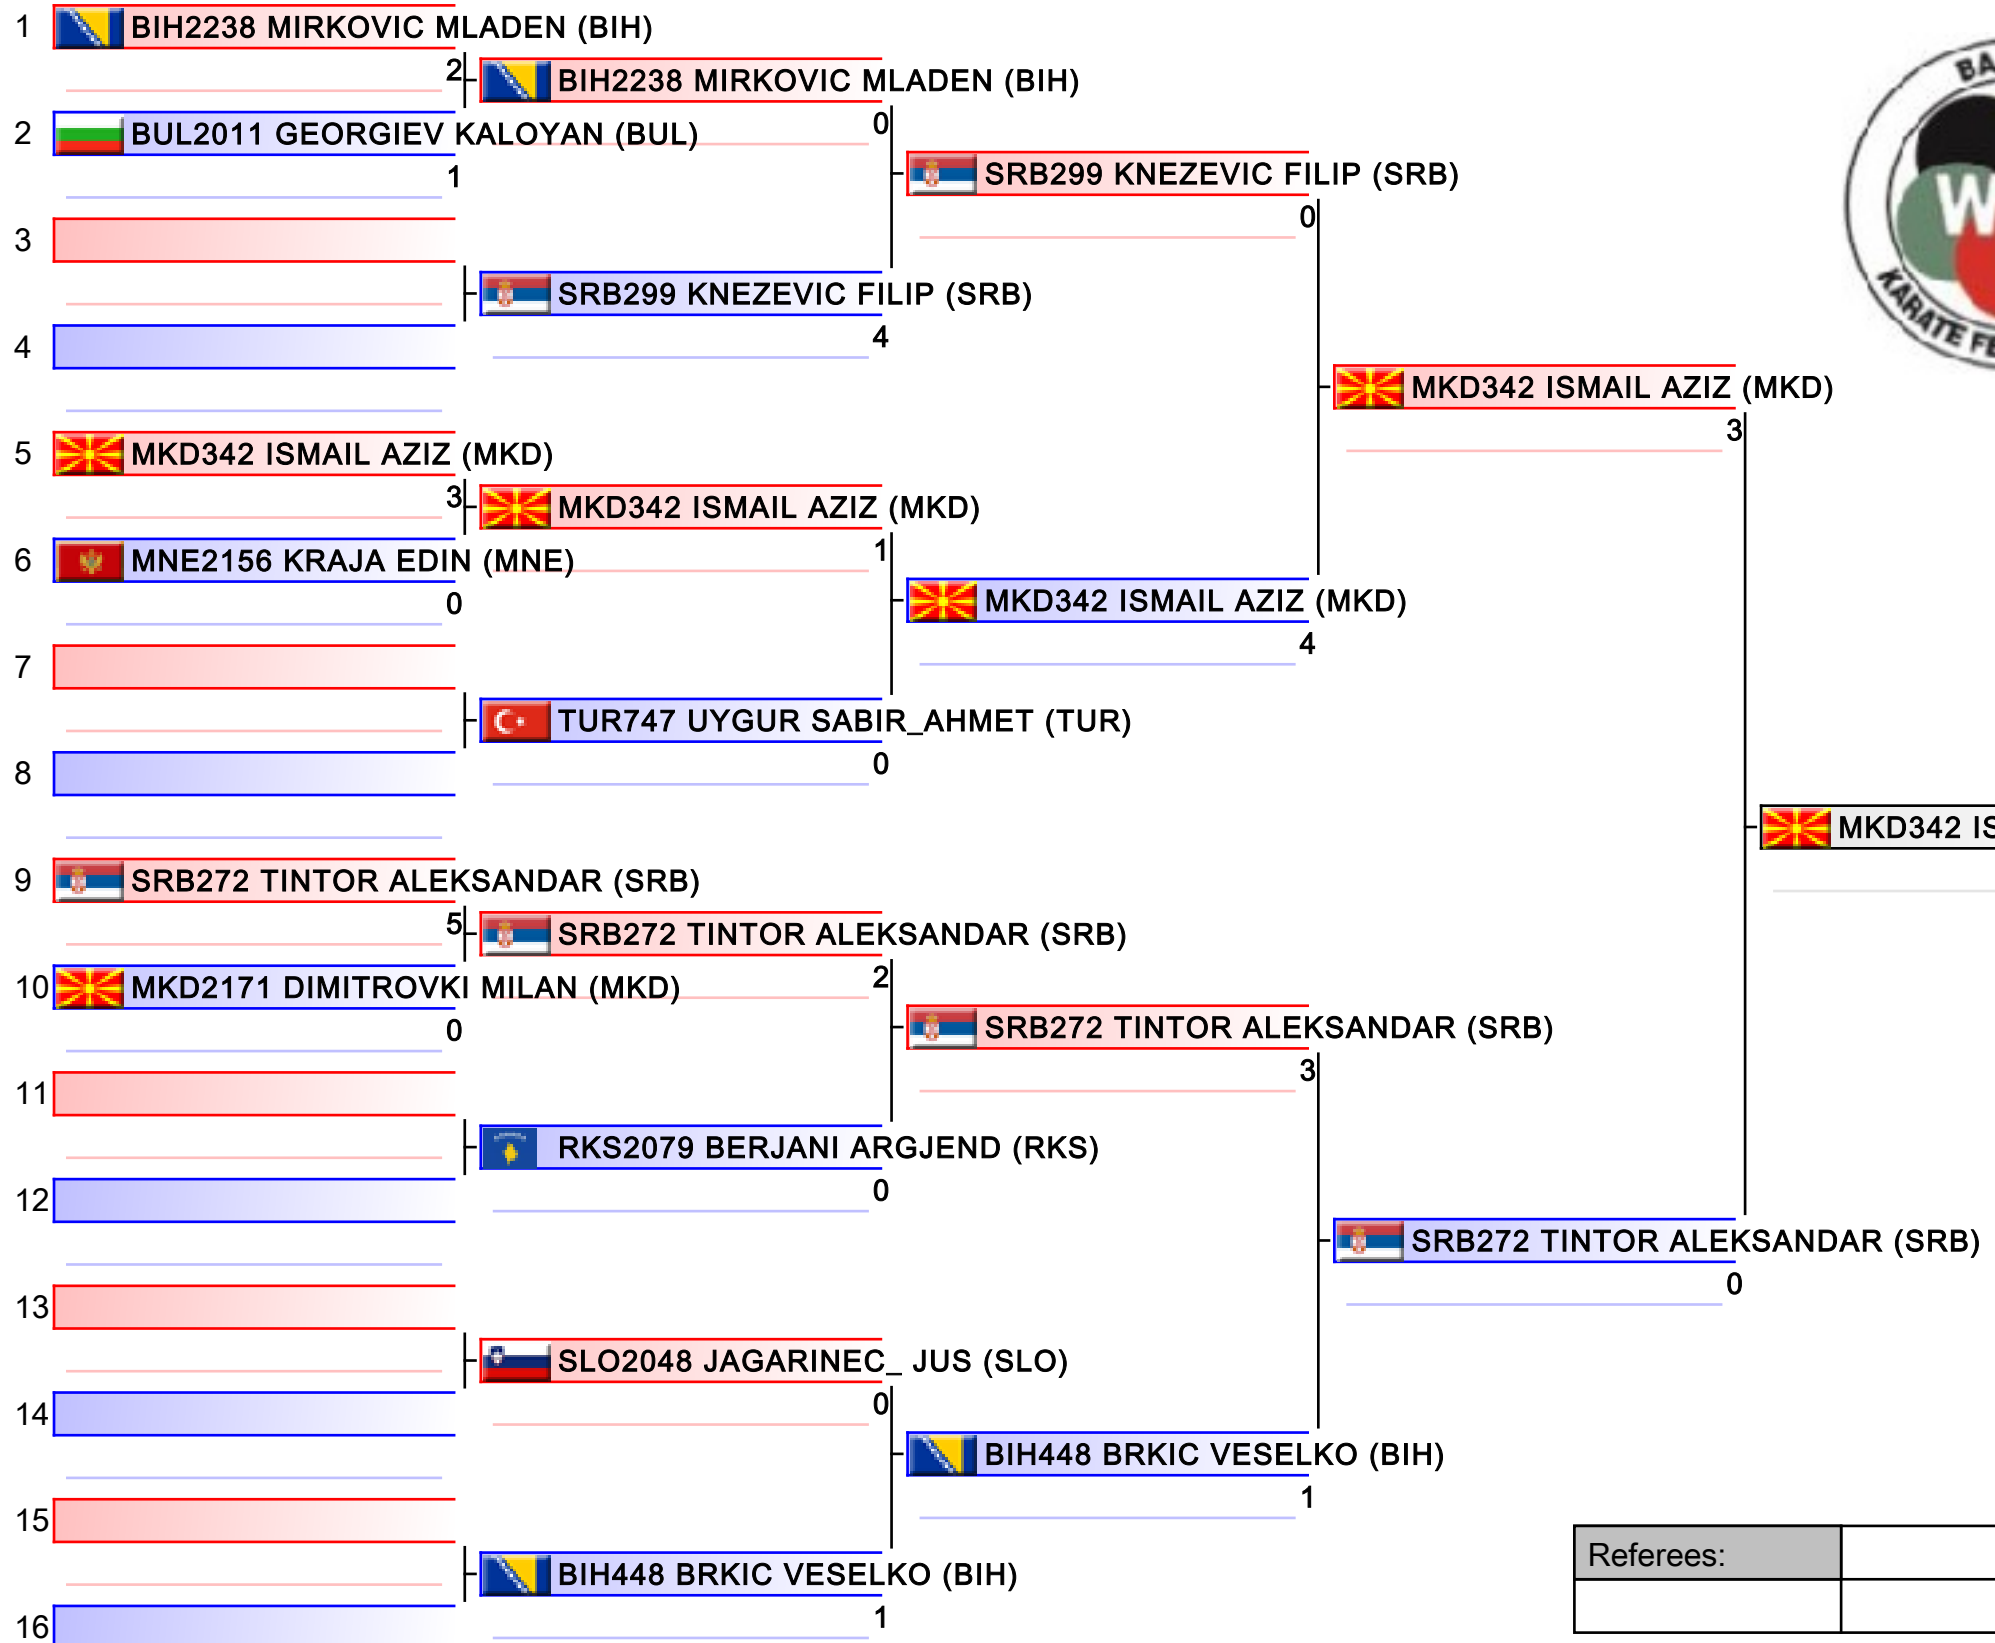 1 BIH2238 MIRKOVIC MLADEN (BIH)
2 BIH2238 MIRKOVIC MLADEN (BIH)
2 BUL2011 GEORGIEV KALOYAN (BUL)
0
1
SRB299 KNEZEVIC FILIP (SRB)
0
3
SRB299 KNEZEVIC FILIP (SRB)
4
4
MKD342 ISMAIL AZIZ (MKD)
3
5 MKD342 ISMAIL AZIZ (MKD)
3 MKD342 ISMAIL AZIZ (MKD)
6 MNE2156 KRAJA EDIN (MNE)
1
0
MKD342 ISMAIL AZIZ (MKD)
4
7
TUR747 UYGUR SABIR_AHMET (TUR)
0
8
MKD342 IS
9 SRB272 TINTOR ALEKSANDAR (SRB)
5 SRB272 TINTOR ALEKSANDAR (SRB)
10 MKD2171 DIMITROVKI MILAN (MKD)
2
0
SRB272 TINTOR ALEKSANDAR (SRB)
3
11
RKS2079 BERJANI ARGJEND (RKS)
0
12
SRB272 TINTOR ALEKSANDAR (SRB)
0
13
SLO2048 JAGARINEC_ JUS (SLO)
0
14
BIH448 BRKIC VESELKO (BIH)
1
15
BIH448 BRKIC VESELKO (BIH)
1
16
BA
W
KARATE FE
Referees: